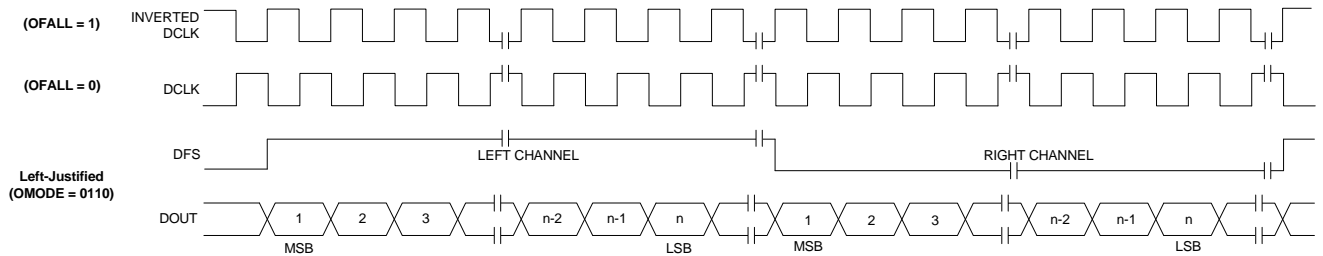 (OFALL = 1)
INVERTED
DCLK
(OFALL = 0)
DCLK
DFS
LEFT CHANNEL
RIGHT CHANNEL
Left-Justified
(OMODE = 0110)
DOUT
1 2 3 n-2 n-1 n 1 2 3 n-2 n-1 n
MSB LSB MSB LSB